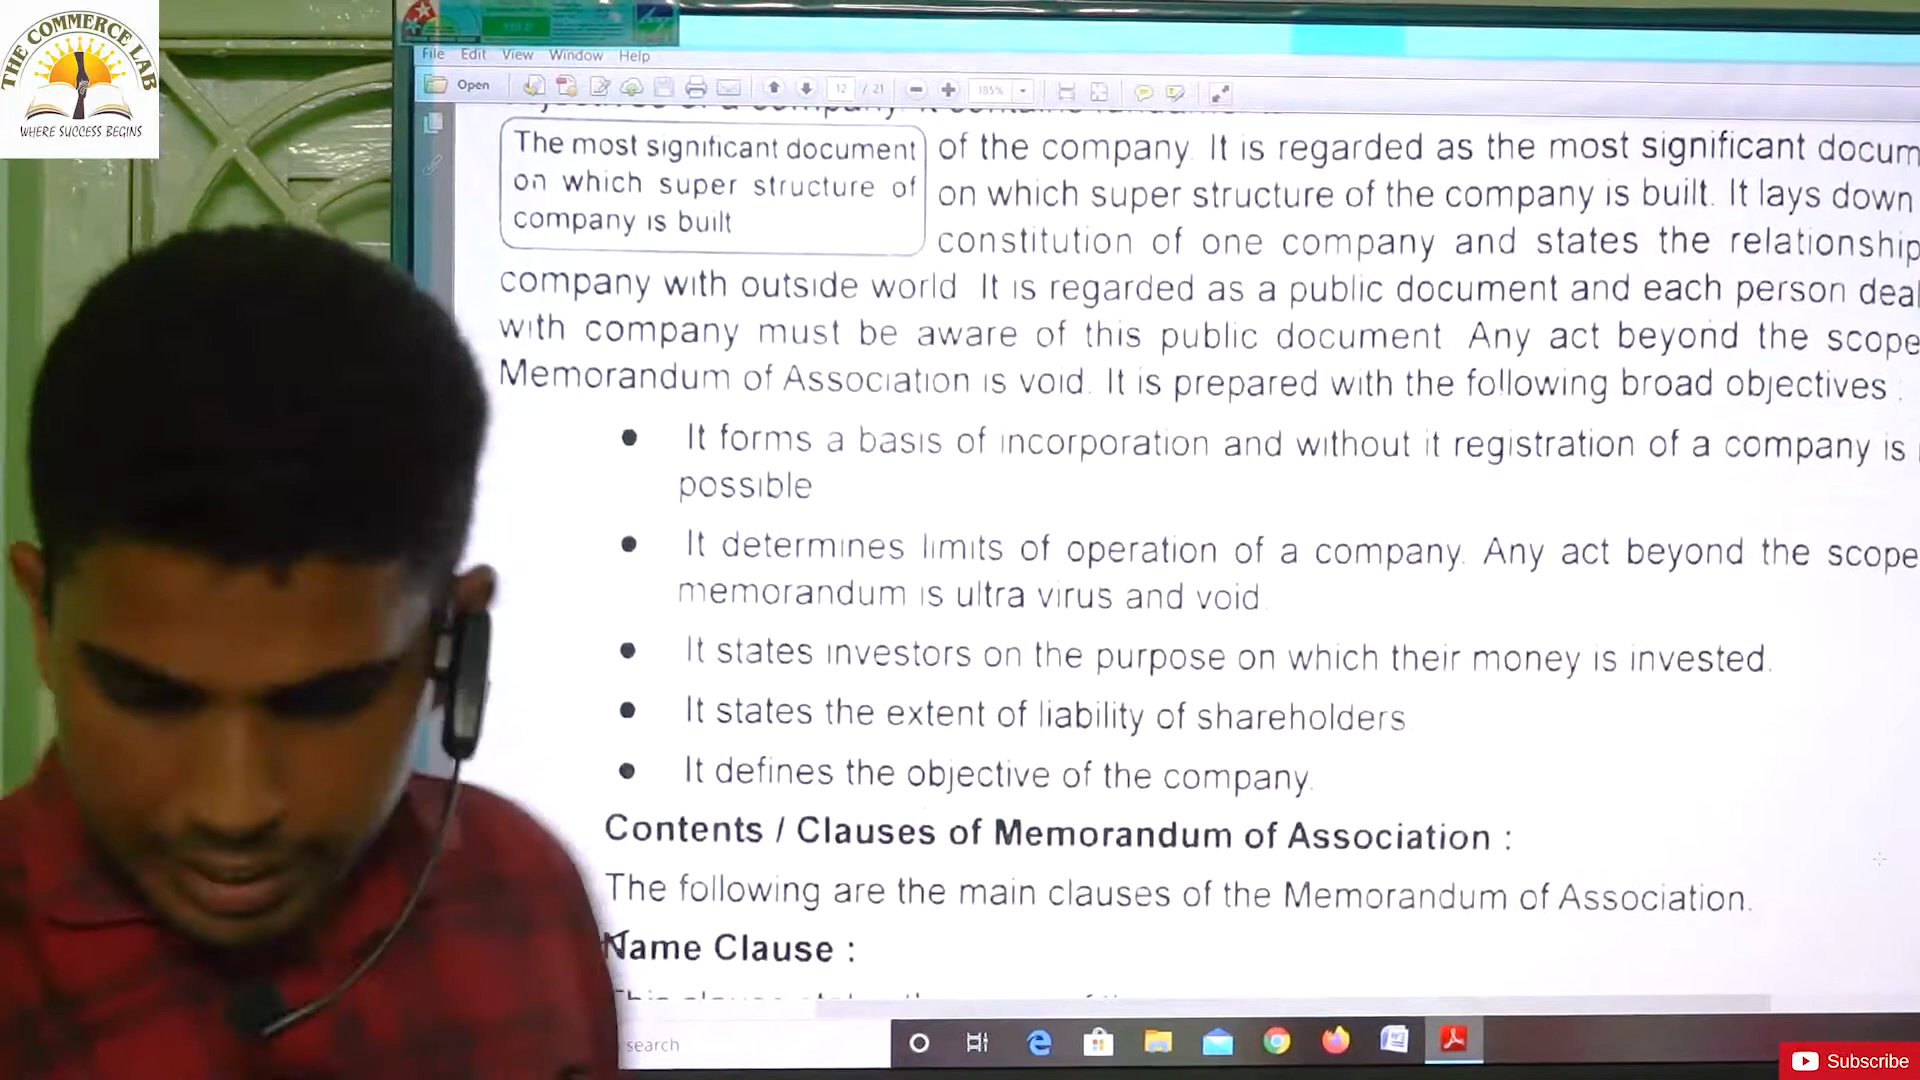 THE COMMERCE LAB
WHERE SUCCESS BEGINS
File Edit View Window Help
Open 12 / 21 185%
The most significant document
on which super structure of
company is built
of the company. It is regarded as the most significant docum
on which super structure of the company is built. It lays down
constitution of one company and states the relationship
company with outside world It is regarded as a public document and each person deal
with company must be aware of this public document Any act beyond the scope
Memorandum of Association is void. It is prepared with the following broad objectives :
• It forms a basis of incorporation and without it registration of a company is
possible
• It determines limits of operation of a company. Any act beyond the scope
memorandum is ultra virus and void.
• It states investors on the purpose on which their money is invested.
• It states the extent of liability of shareholders
• It defines the objective of the company.
Contents / Clauses of Memorandum of Association :
The following are the main clauses of the Memorandum of Association.
Name Clause :
search
Subscribe